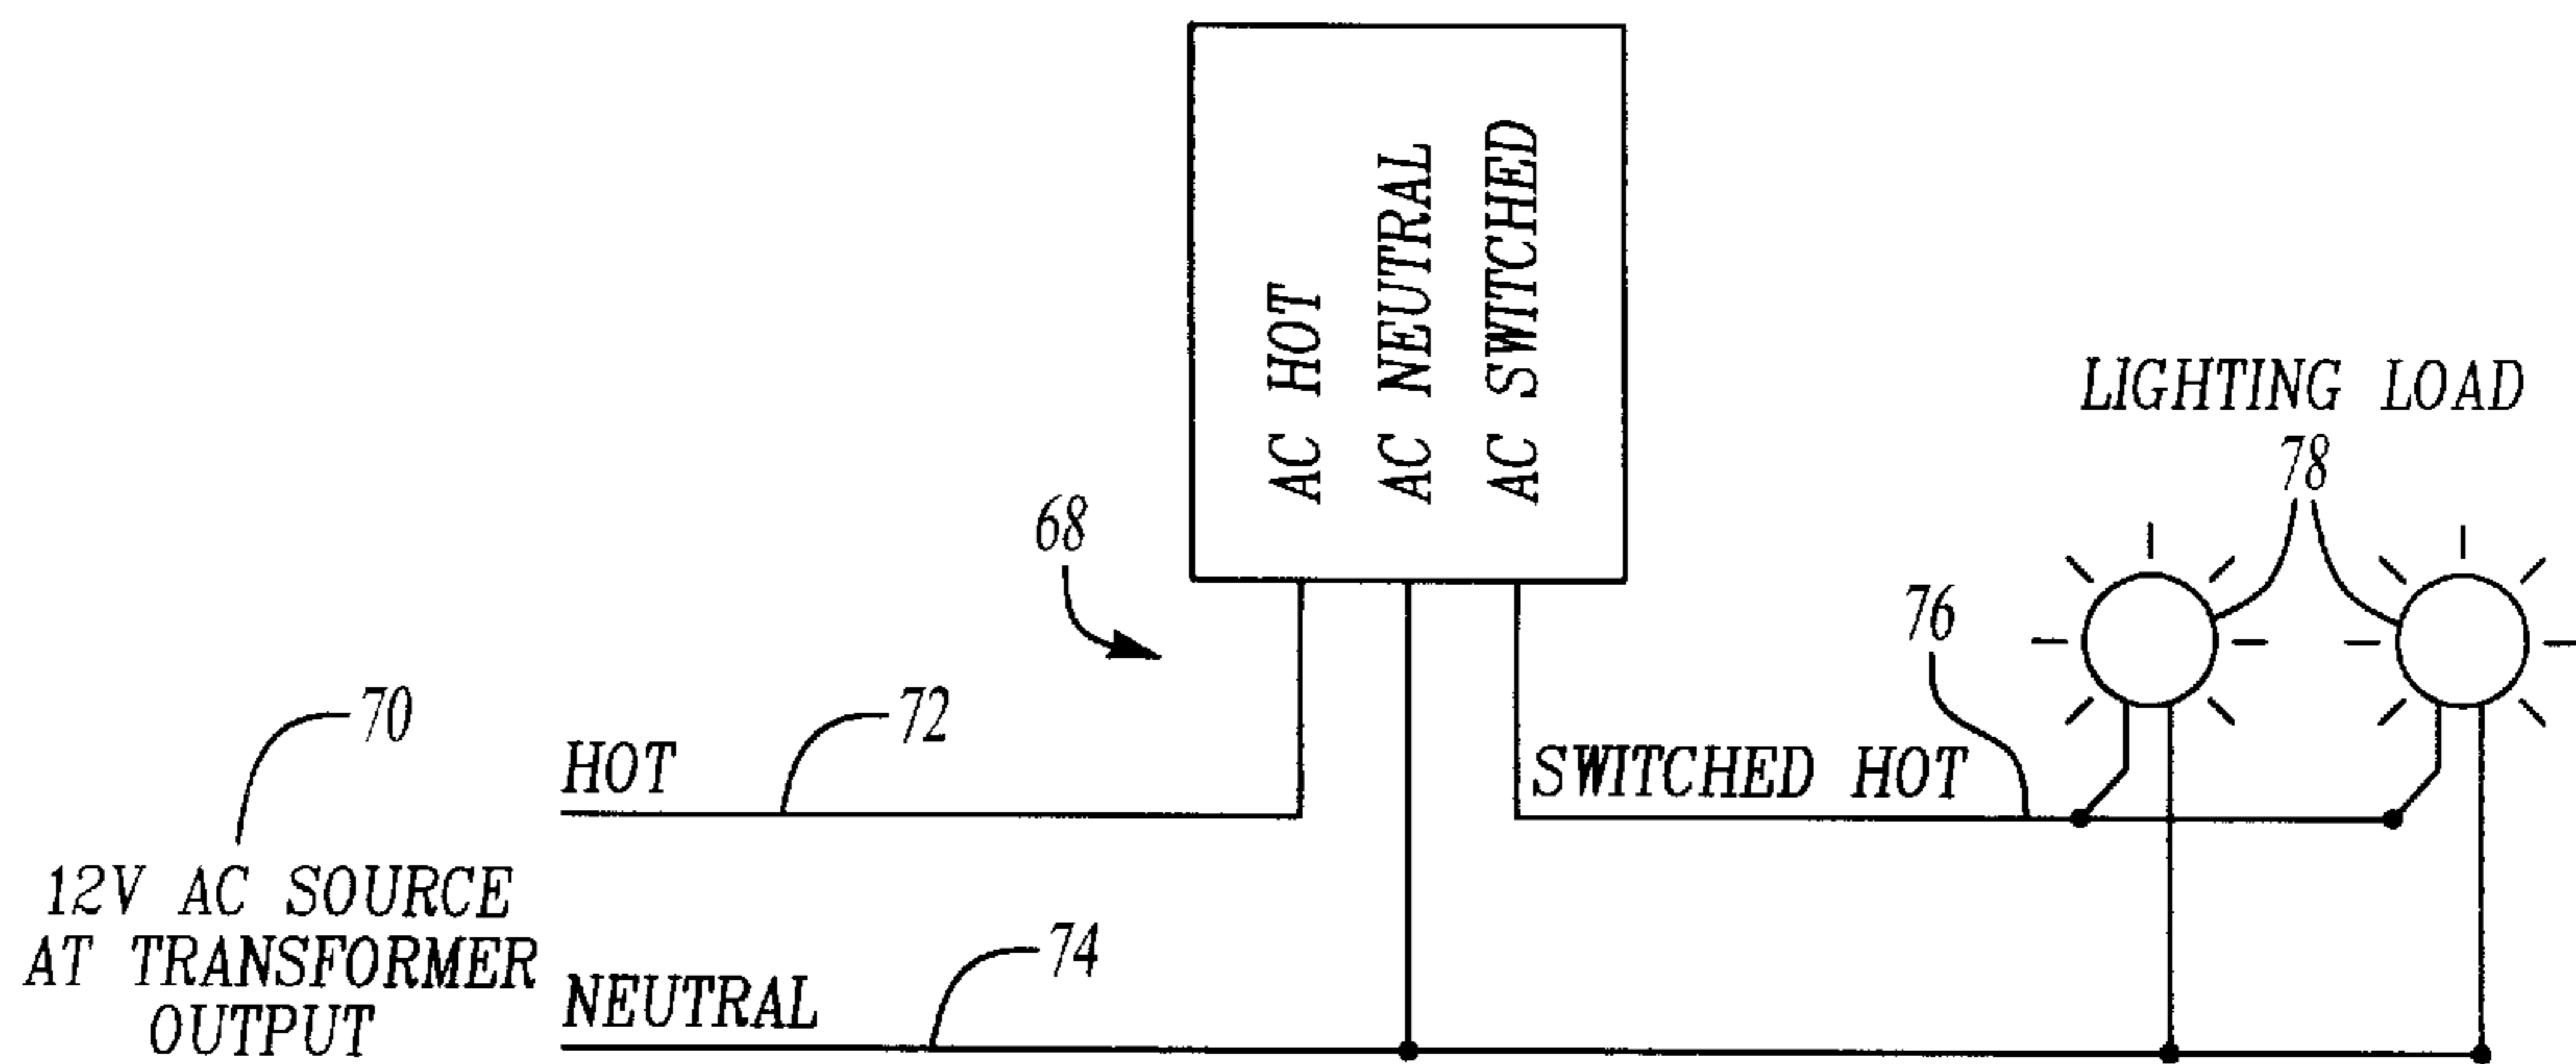 AC HOT
AC NEUTRAL
AC SWITCHED
LIGHTING LOAD
78
68
76
70
72
HOT
SWITCHED HOT
12V AC SOURCE
AT TRANSFORMER
OUTPUT
74
NEUTRAL